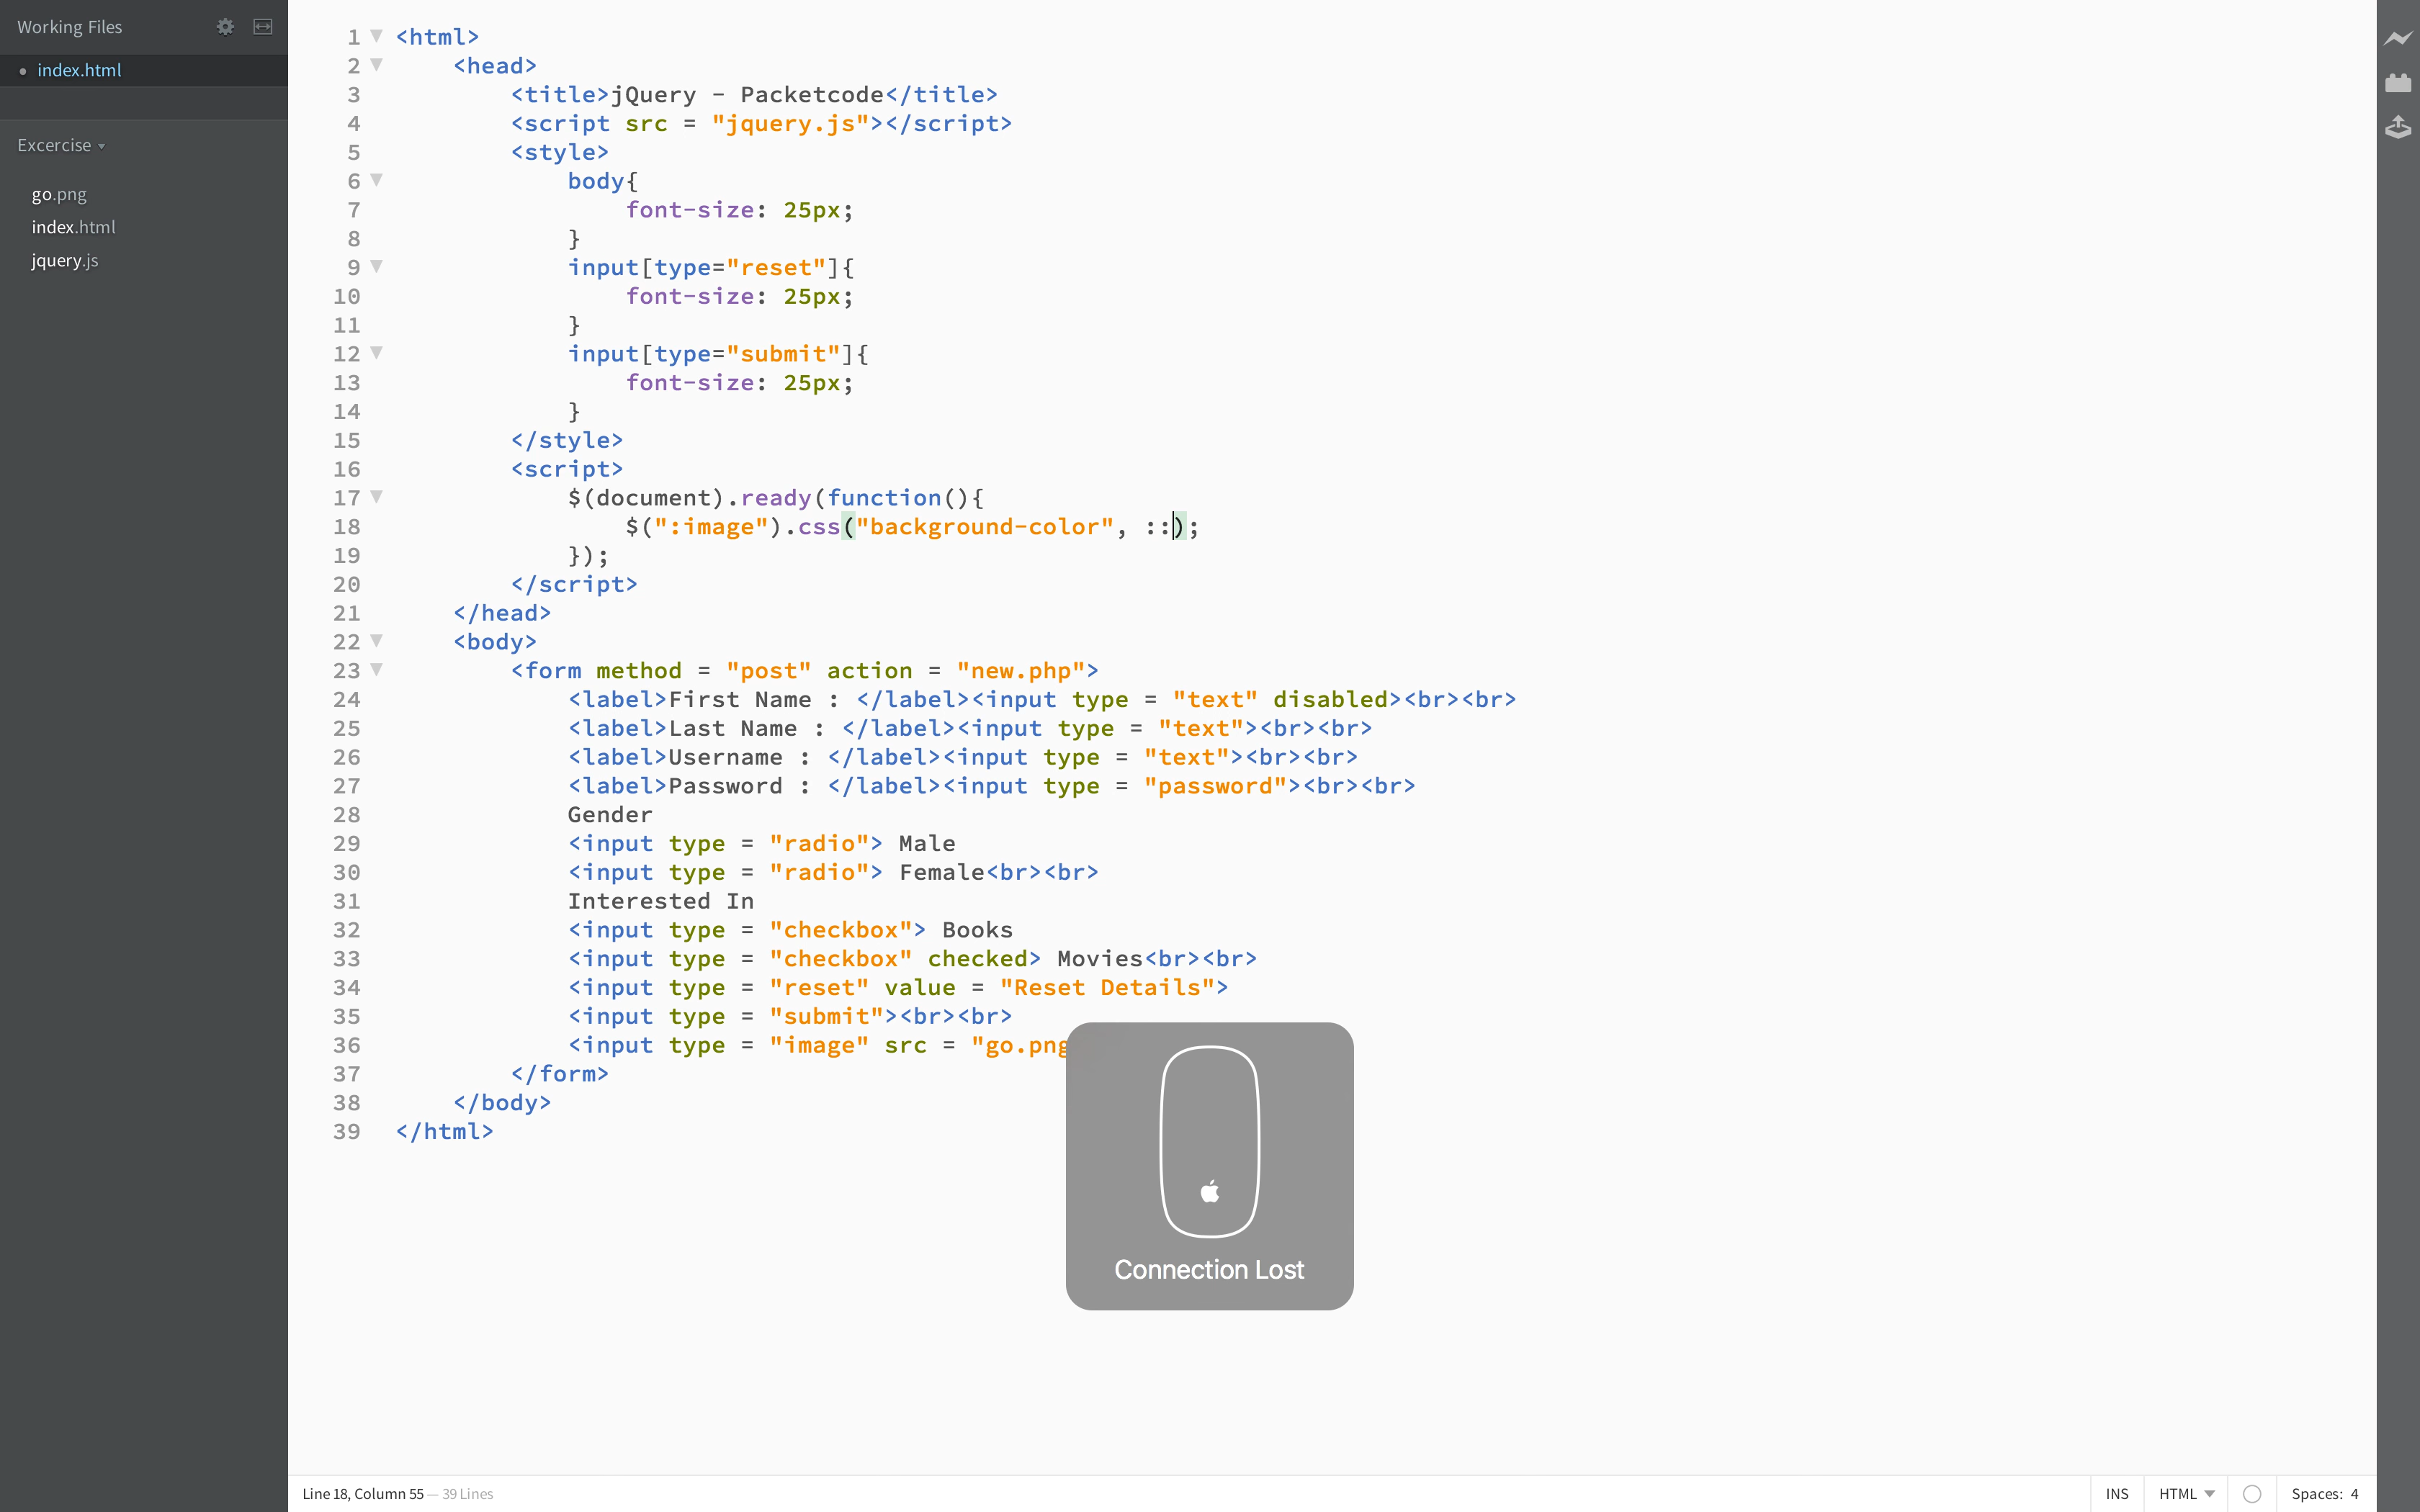 Working Files
index.html
Excercise
go.png
index.html
jquery.js
1 <html>
2 <head>
3 <title>jQuery - Packetcode</title>
4 <script src = "jquery.js"></script>
5 <style>
6 body{
7 font-size: 25px;
8 }
9 input[type="reset"]{
10 font-size: 25px;
11 }
12 input[type="submit"]{
13 font-size: 25px;
14 }
15 </style>
16 <script>
17 $(document).ready(function(){
18 $(":image").css("background-color", ::);
19 });
20 </script>
21 </head>
22 <body>
23 <form method = "post" action = "new.php">
24 <label>First Name : </label><input type = "text" disabled><br><br>
25 <label>Last Name : </label><input type = "text"><br><br>
26 <label>Username : </label><input type = "text"><br><br>
27 <label>Password : </label><input type = "password"><br><br>
28 Gender
29 <input type = "radio"> Male
30 <input type = "radio"> Female<br><br>
31 Interested In
32 <input type = "checkbox"> Books
33 <input type = "checkbox" checked> Movies<br><br>
34 <input type = "reset" value = "Reset Details">
35 <input type = "submit"><br><br>
36 <input type = "image" src = "go.png
37 </form>
38 </body>
39 </html>
Connection Lost
Line 18, Column 55 — 39 Lines
INS HTML Spaces: 4